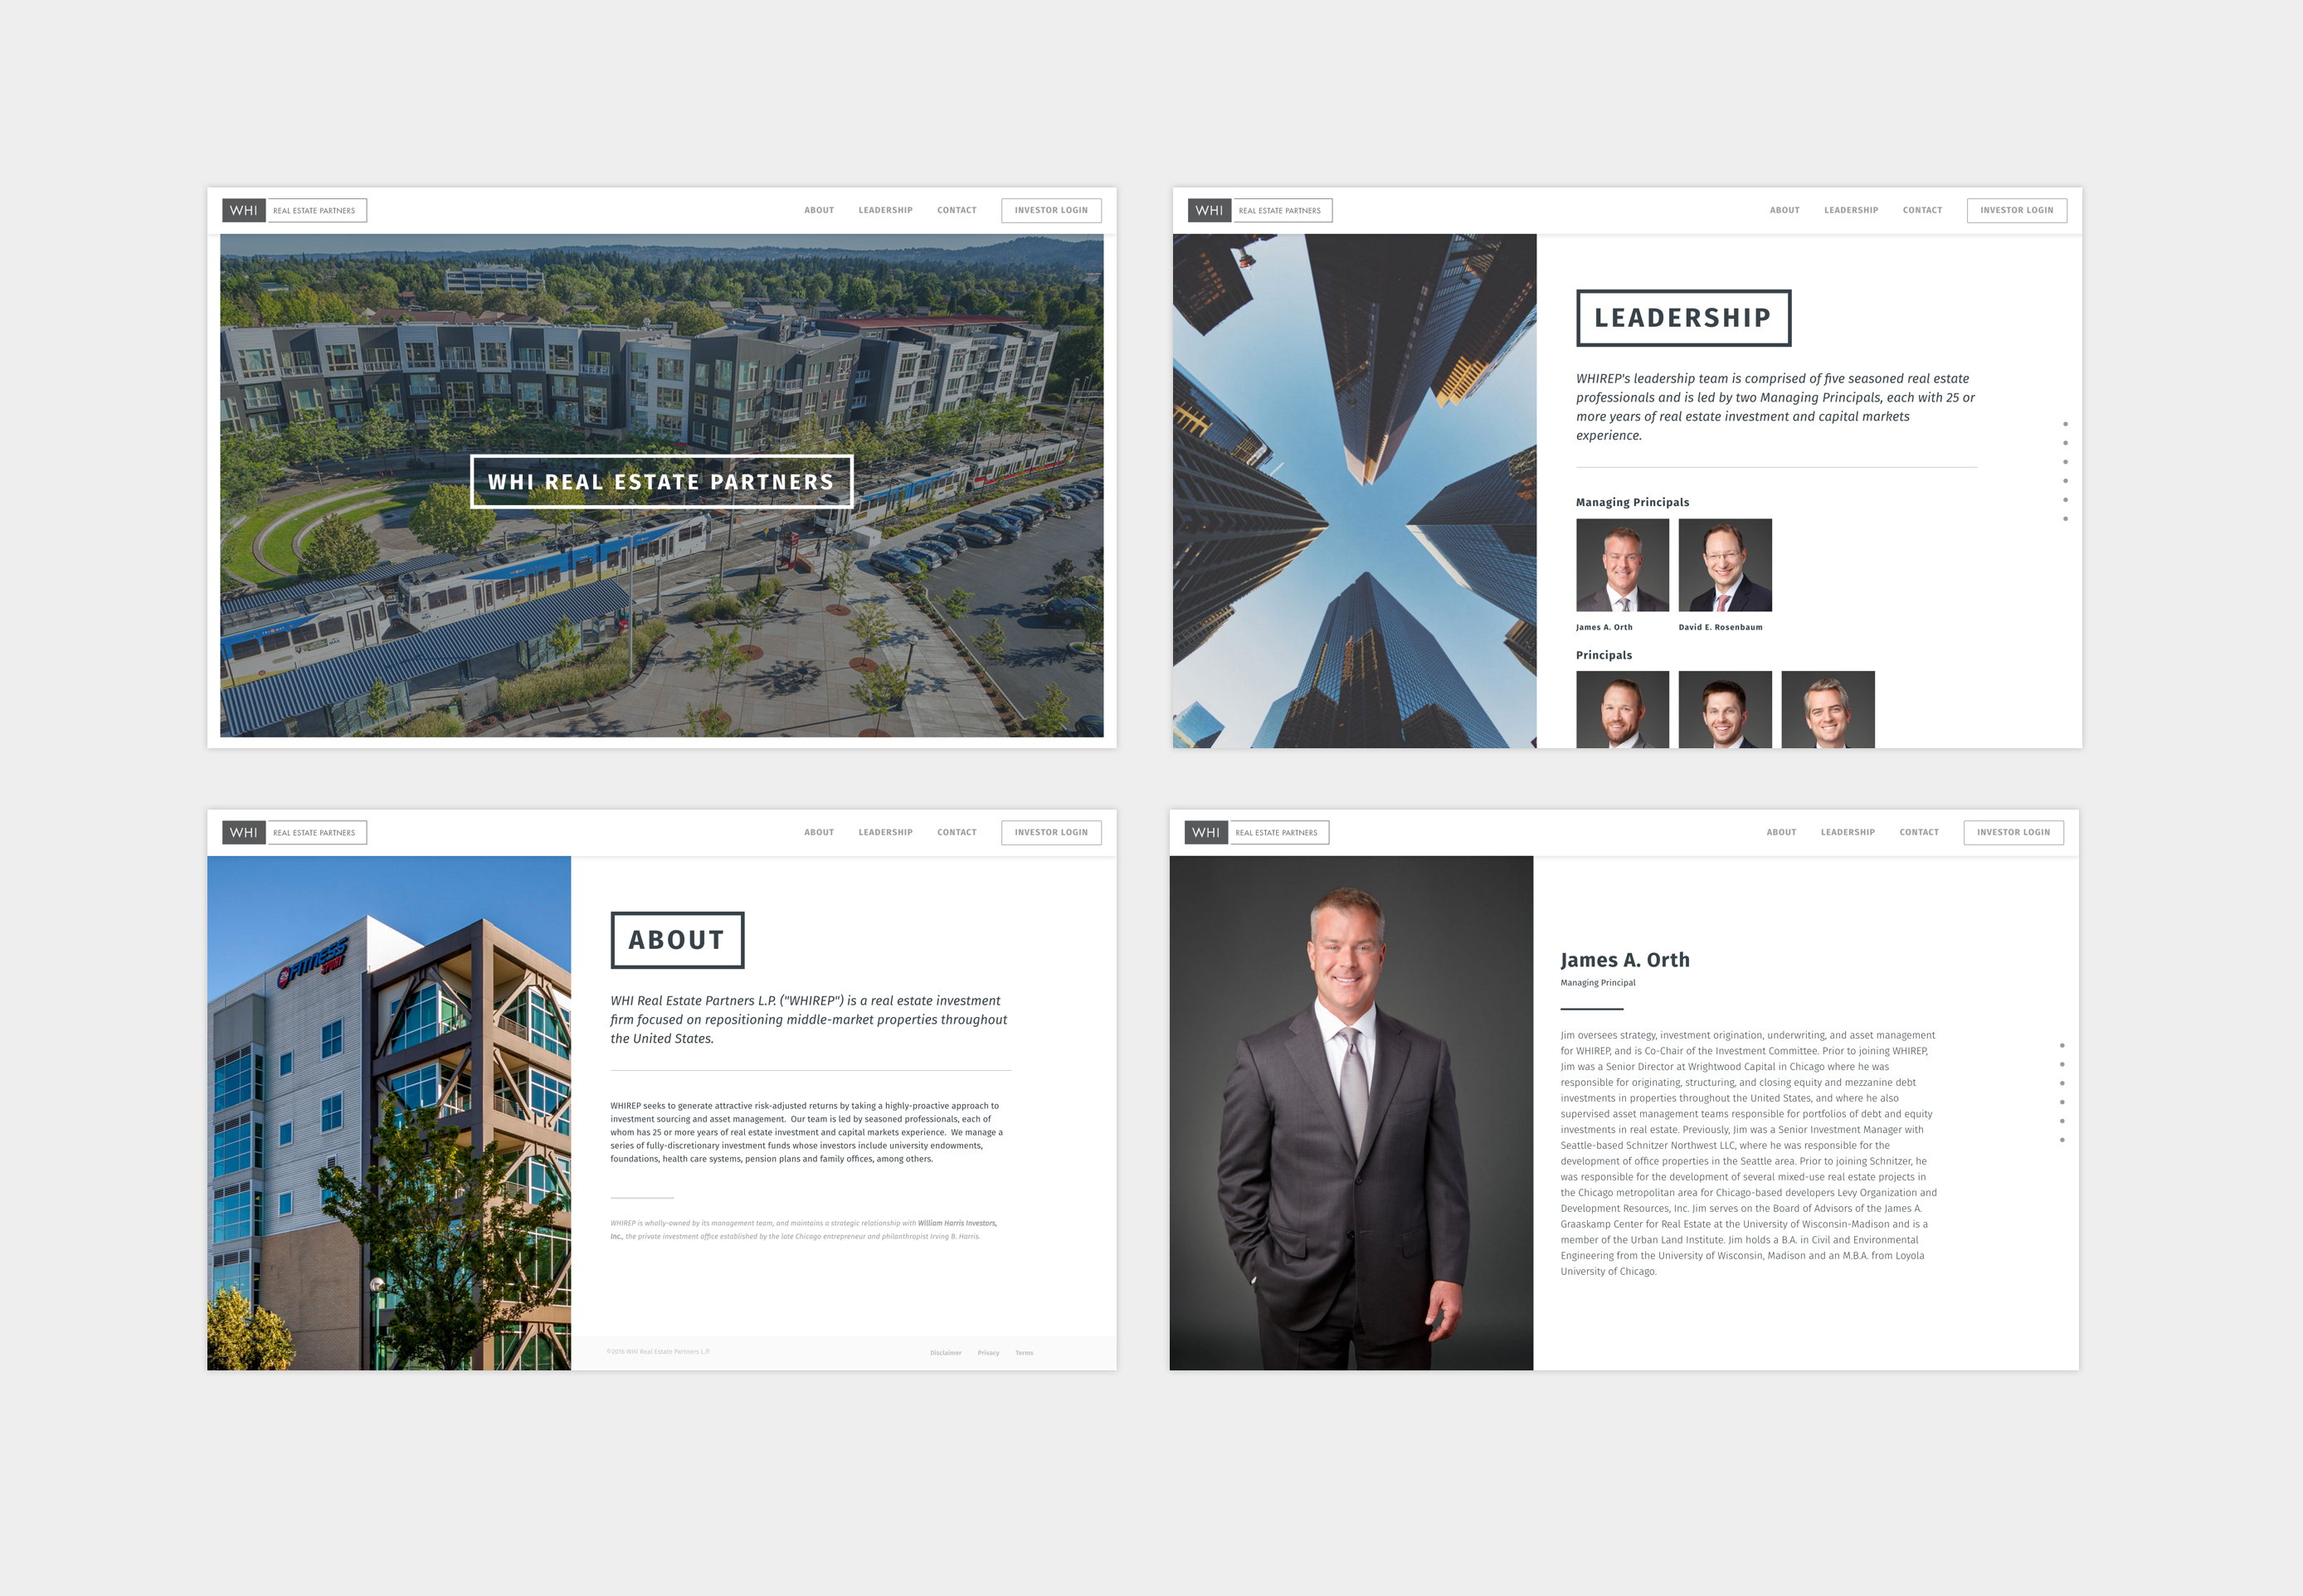 WHI REAL ESTATE PARTNERS
ABOUT LEADERSHIP CONTACT INVESTOR LOGIN
WHI REAL ESTATE PARTNERS
WHI REAL ESTATE PARTNERS
ABOUT LEADERSHIP CONTACT INVESTOR LOGIN
LEADERSHIP
WHIREP's leadership team is comprised of five seasoned real estate
professionals and is led by two Managing Principals, each with 25 or
more years of real estate investment and capital markets
experience.
Managing Principals
James A. Orth David E. Rosenbaum
Principals
WHI REAL ESTATE PARTNERS
ABOUT LEADERSHIP CONTACT INVESTOR LOGIN
24 FITNESS
SPORT
ABOUT
WHI Real Estate Partners L.P. ("WHIREP") is a real estate investment
firm focused on repositioning middle-market properties throughout
the United States.
WHIREP seeks to generate attractive risk-adjusted returns by taking a highly-proactive approach to
investment sourcing and asset management. Our team is led by seasoned professionals, each of
whom has 25 or more years of real estate investment and capital markets experience. We manage a
series of fully-discretionary investment funds whose investors include university endowments,
foundations, health care systems, pension plans and family offices, among others.
WHIREP is wholly-owned by its management team, and maintains a strategic relationship with William Harris Investors,
Inc., the private investment office established by the late Chicago entrepreneur and philanthropist Irving B. Harris.
©2016 WHI Real Estate Partners L.P.
Disclaimer Privacy Terms
WHI REAL ESTATE PARTNERS
ABOUT LEADERSHIP CONTACT INVESTOR LOGIN
James A. Orth
Managing Principal
Jim oversees strategy, investment origination, underwriting, and asset management
for WHIREP, and is Co-Chair of the Investment Committee. Prior to joining WHIREP,
Jim was a Senior Director at Wrightwood Capital in Chicago where he was
responsible for originating, structuring, and closing equity and mezzanine debt
investments in properties throughout the United States, and where he also
supervised asset management teams responsible for portfolios of debt and equity
investments in real estate. Previously, Jim was a Senior Investment Manager with
Seattle-based Schnitzer Northwest LLC, where he was responsible for the
development of office properties in the Seattle area. Prior to joining Schnitzer, he
was responsible for the development of several mixed-use real estate projects in
the Chicago metropolitan area for Chicago-based developers Levy Organization and
Development Resources, Inc. Jim serves on the Board of Advisors of the James A.
Graaskamp Center for Real Estate at the University of Wisconsin-Madison and is a
member of the Urban Land Institute. Jim holds a B.A. in Civil and Environmental
Engineering from the University of Wisconsin, Madison and an M.B.A. from Loyola
University of Chicago.